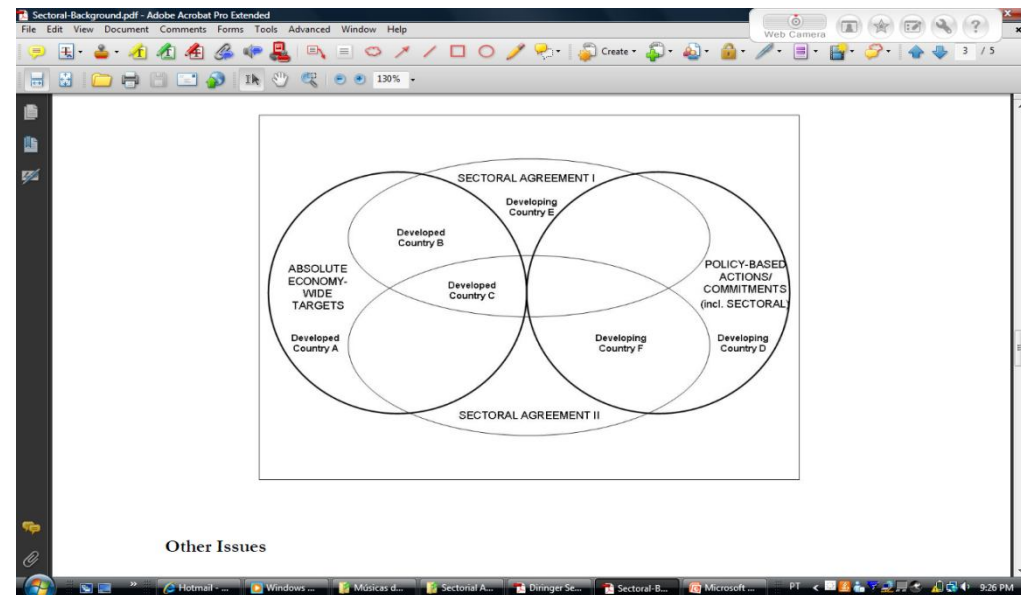 Sectoral-Background.pdf - Adobe Acrobat Pro Extended
File Edit View Document Comments Forms Tools Advanced Window Help
Web Camera
Create
3 / 5
130%
SECTORAL AGREEMENT I
Developing
Country E
Developed
Country B
ABSOLUTE
ECONOMY-
WIDE
TARGETS
Developed
Country C
POLICY-BASED
ACTIONS/
COMMITMENTS
(incl. SECTORAL)
Developed
Country A
Developing
Country F
Developing
Country D
SECTORAL AGREEMENT II
Other Issues
Hotmail - ...
Windows ...
Músicas d...
Sectorial A...
Diringer Se...
Sectoral-B...
Microsoft ...
PT
9:26 PM